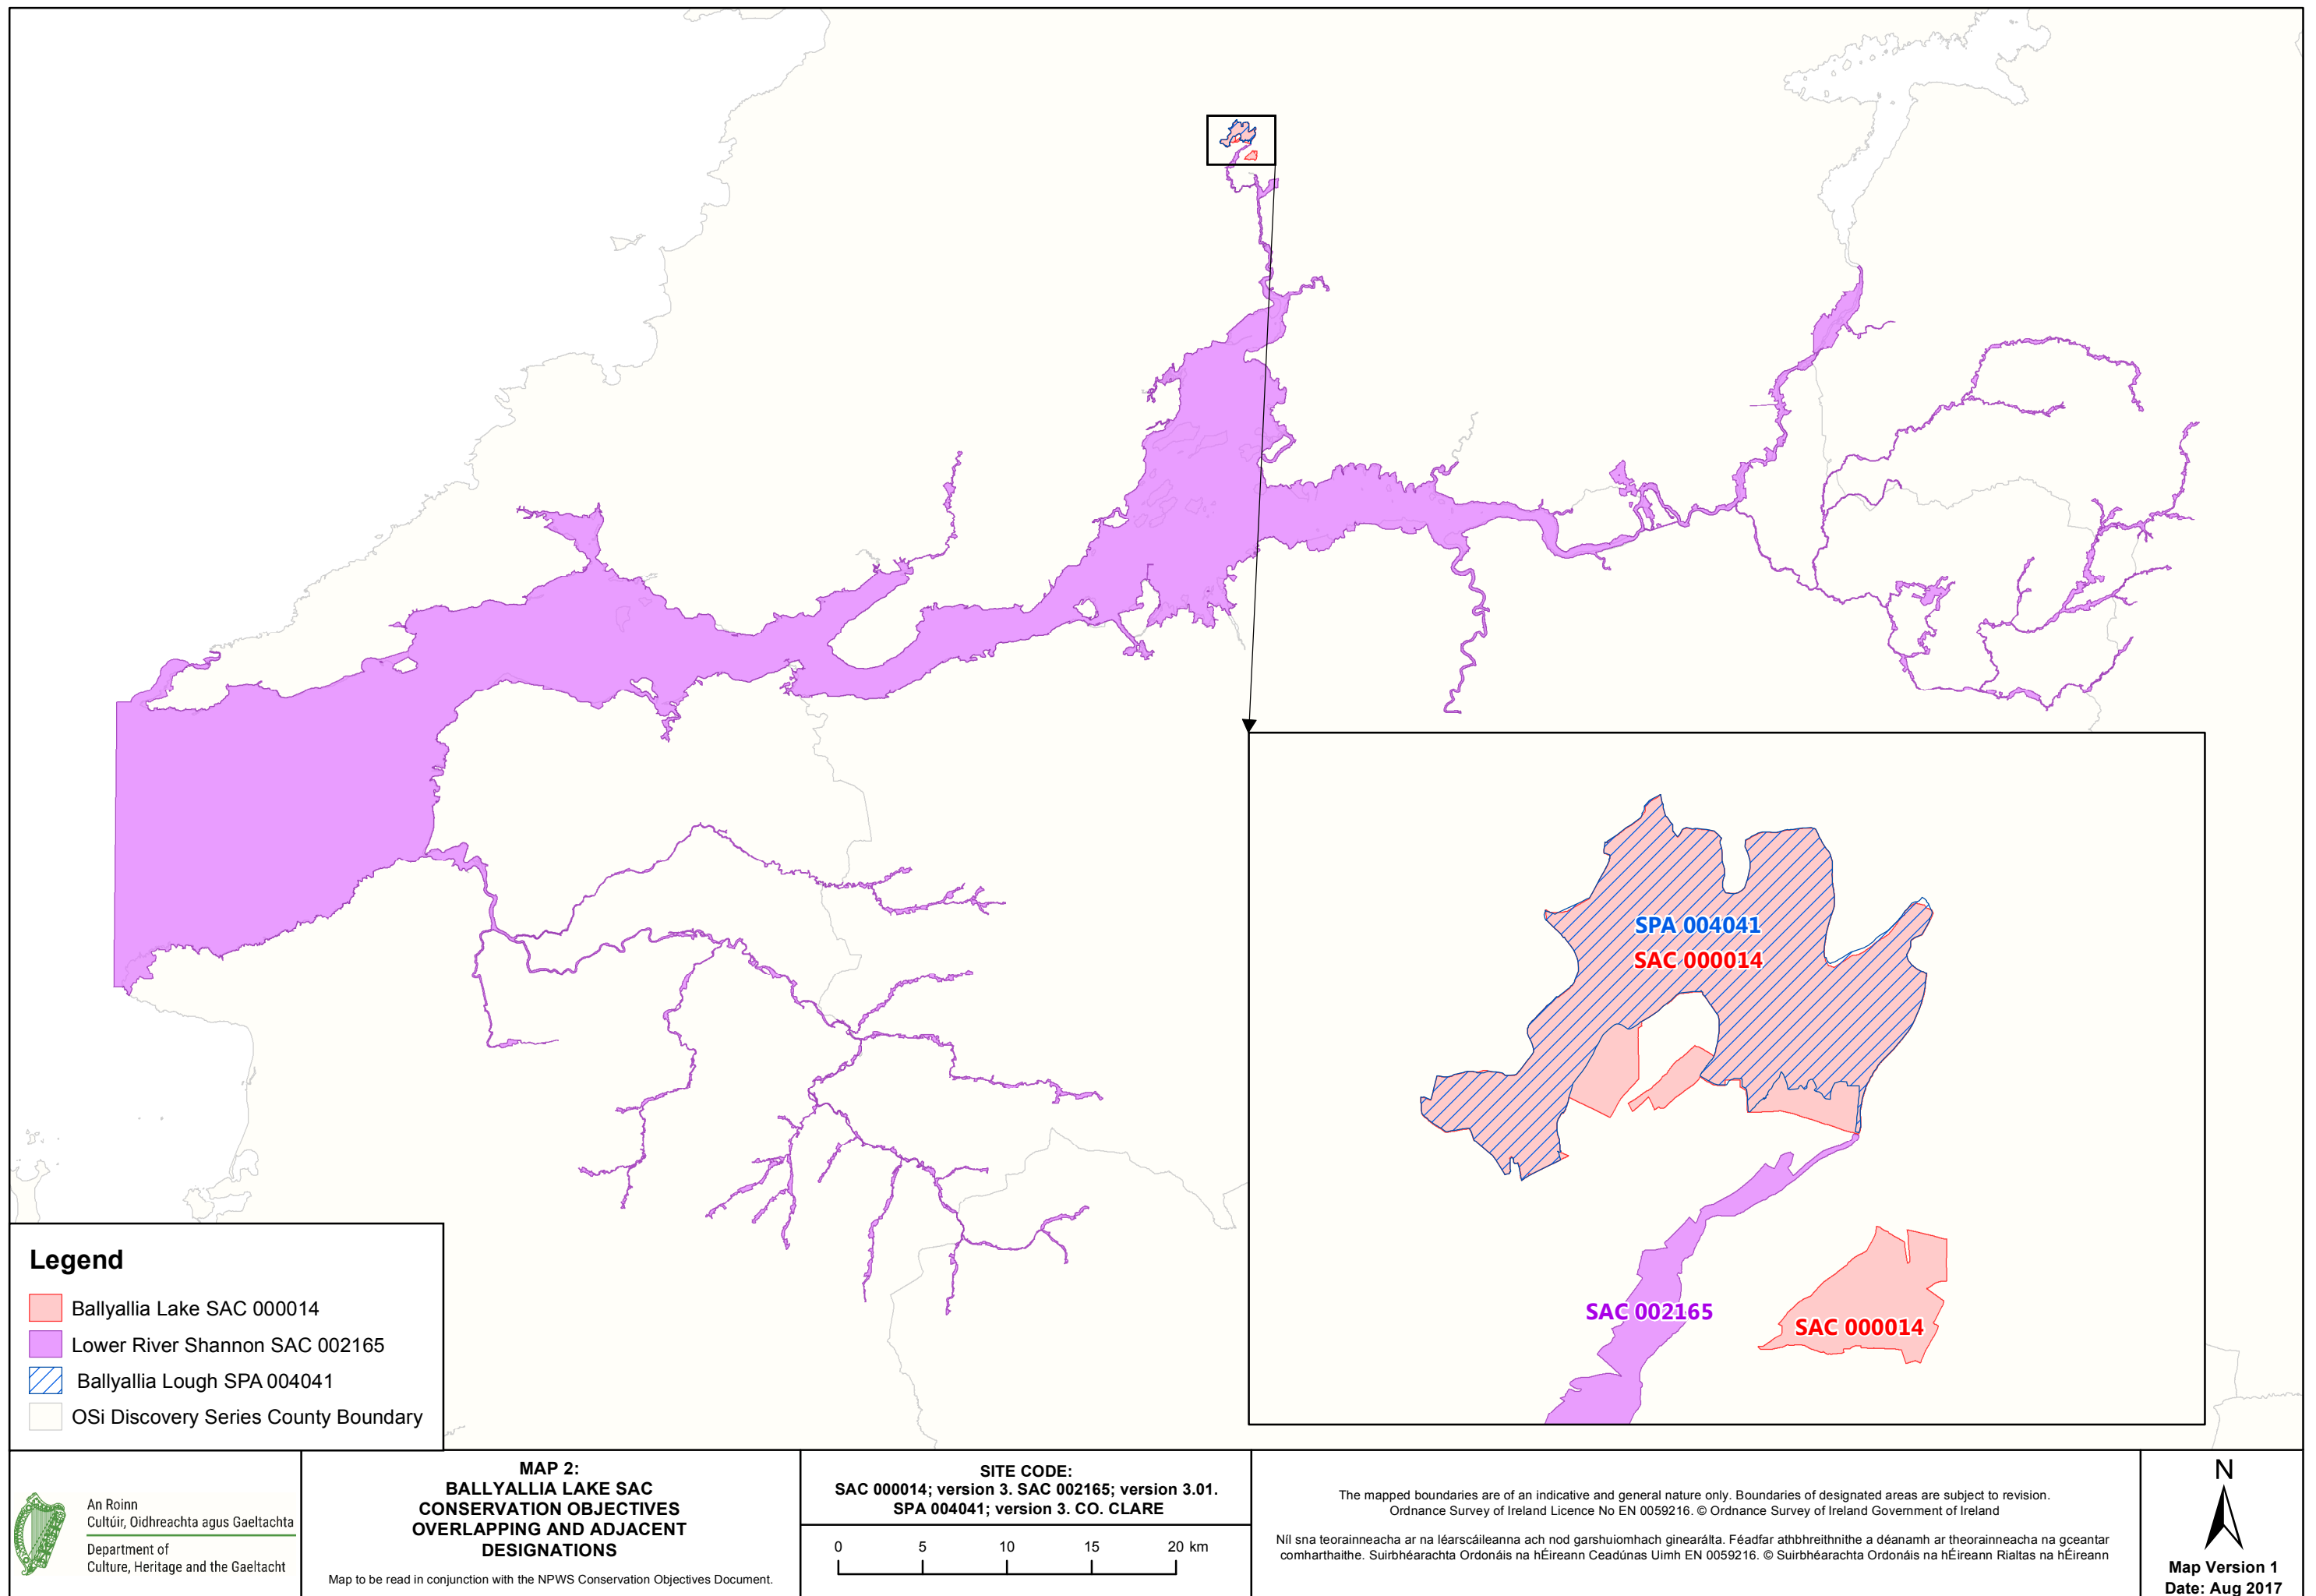 SPA 004041
SAC 000014
SAC 002165
SAC 000014
Legend
Ballyallia Lake SAC 000014
Lower River Shannon SAC 002165
Ballyallia Lough SPA 004041
OSi Discovery Series County Boundary
An Roinn
Cultúir, Oidhreachta agus Gaeltachta
Department of
Culture, Heritage and the Gaeltacht
MAP 2:
BALLYALLIA LAKE SAC
CONSERVATION OBJECTIVES
OVERLAPPING AND ADJACENT
DESIGNATIONS
Map to be read in conjunction with the NPWS Conservation Objectives Document.
SITE CODE:
SAC 000014; version 3. SAC 002165; version 3.01.
SPA 004041; version 3. CO. CLARE
0 5 10 15 20 km
The mapped boundaries are of an indicative and general nature only. Boundaries of designated areas are subject to revision.
Ordnance Survey of Ireland Licence No EN 0059216. © Ordnance Survey of Ireland Government of Ireland
Níl sna teorainneacha ar na léarscáileanna ach nod garshuiomhach ginearálta. Féadfar athbhreithnithe a déanamh ar theorainneacha na gceantar
comharthaithe. Suirbhéarachta Ordonáis na hÉireann Ceadúnas Uimh EN 0059216. © Suirbhéarachta Ordonáis na hÉireann Rialtas na hÉireann
N
Map Version 1
Date: Aug 2017